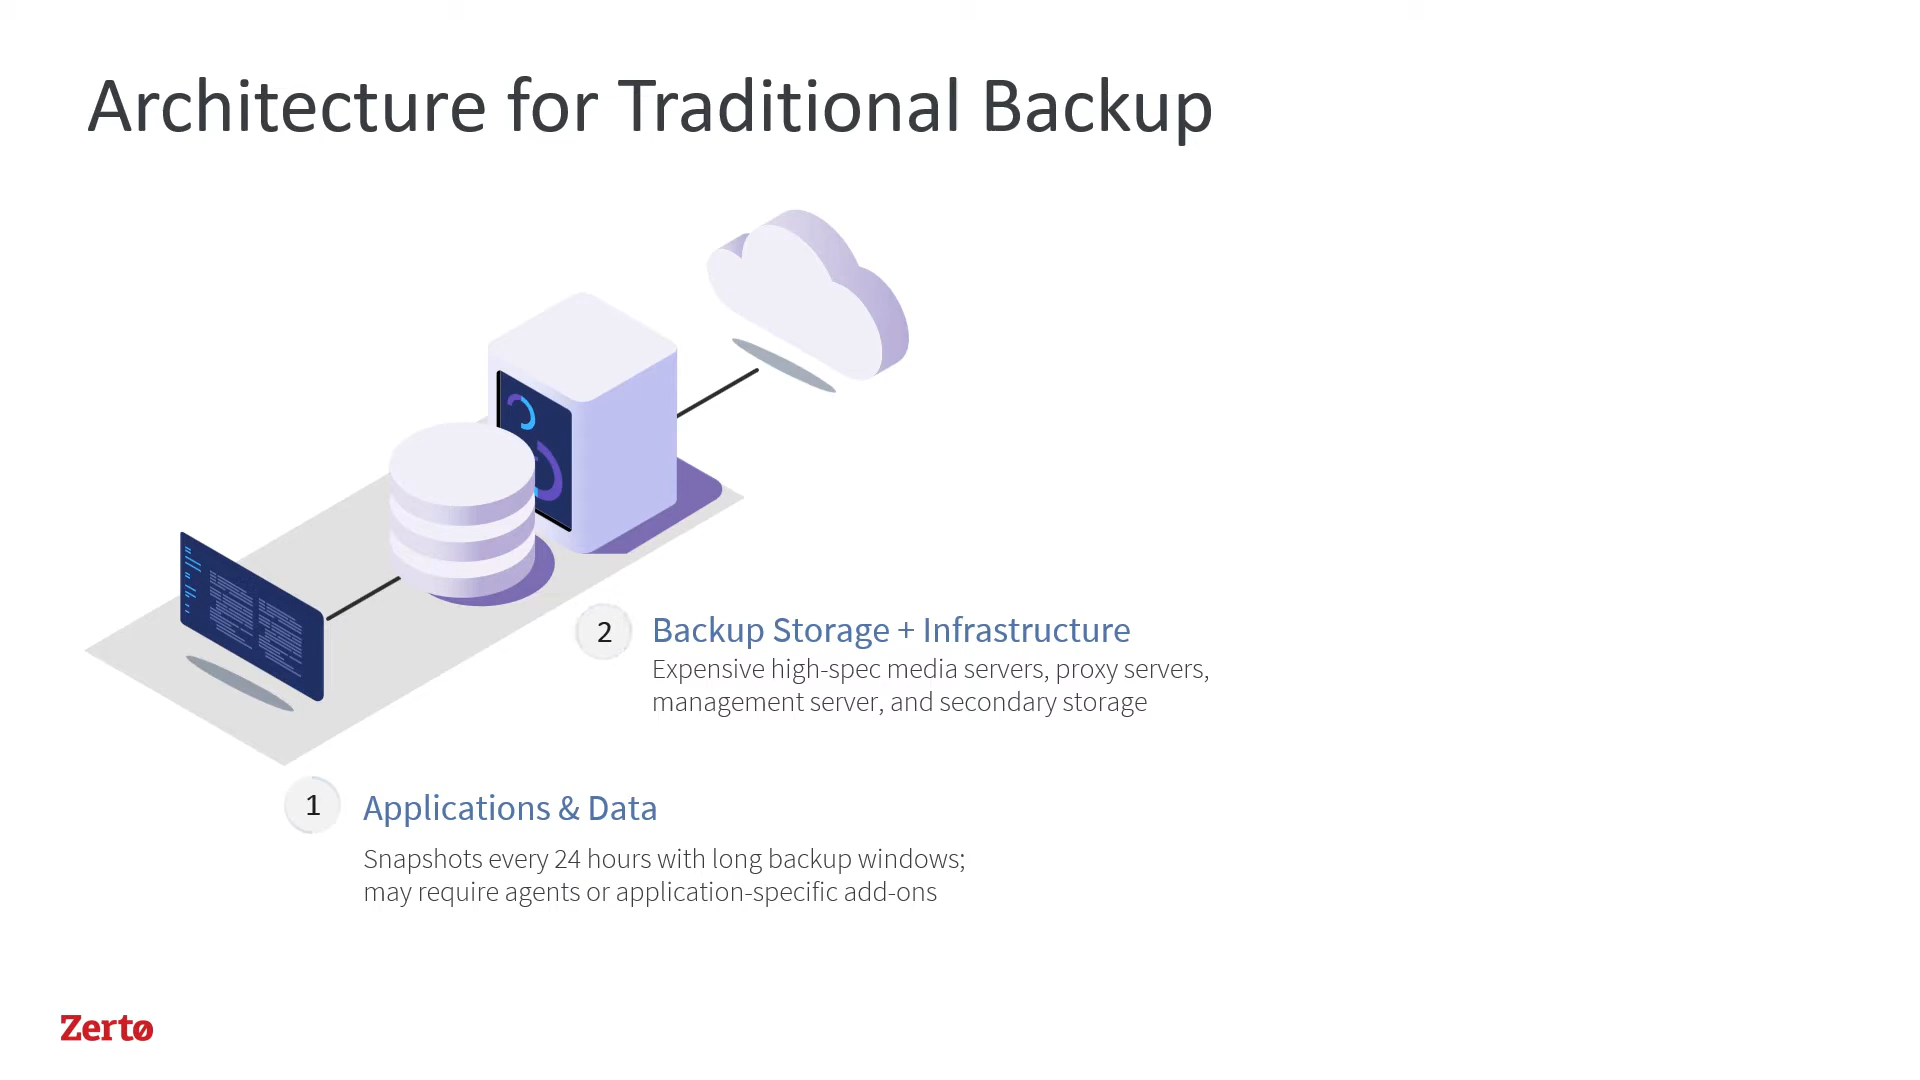 Architecture for Traditional Backup
2
Backup Storage + Infrastructure
Expensive high-spec media servers, proxy servers,
management server, and secondary storage
1
Applications & Data
Snapshots every 24 hours with long backup windows;
may require agents or application-specific add-ons
Zerto